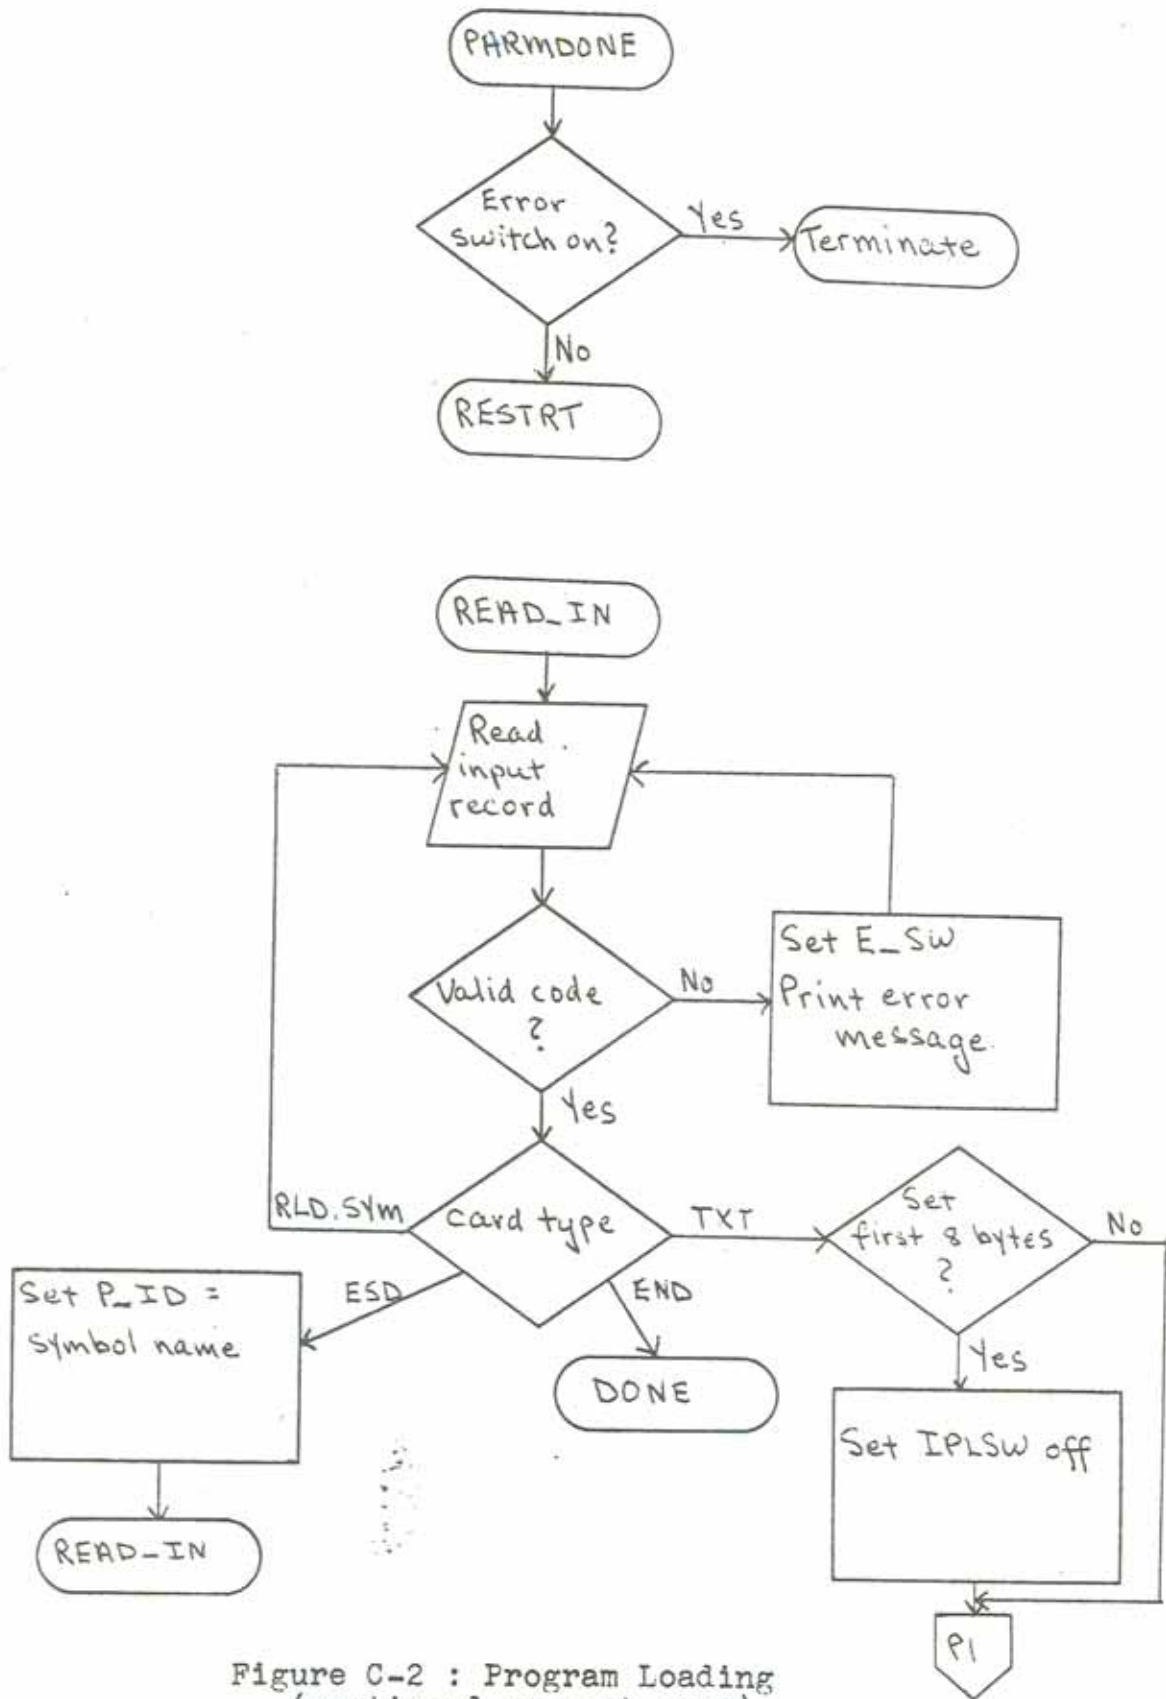 PARMDONE
Error
switch on?
Yes
Terminate
No
RESTRT
READ_IN
Read
input
record
Valid code
?
No
Set E_SW
Print error
message.
Yes
card type
RLD.SYM
TXT
ESD
END
Set
first 8 bytes
?
No
Yes
Set P_ID =
symbol name
DONE
Set IPLSW off
READ-IN
P1
Figure C-2 : Program Loading